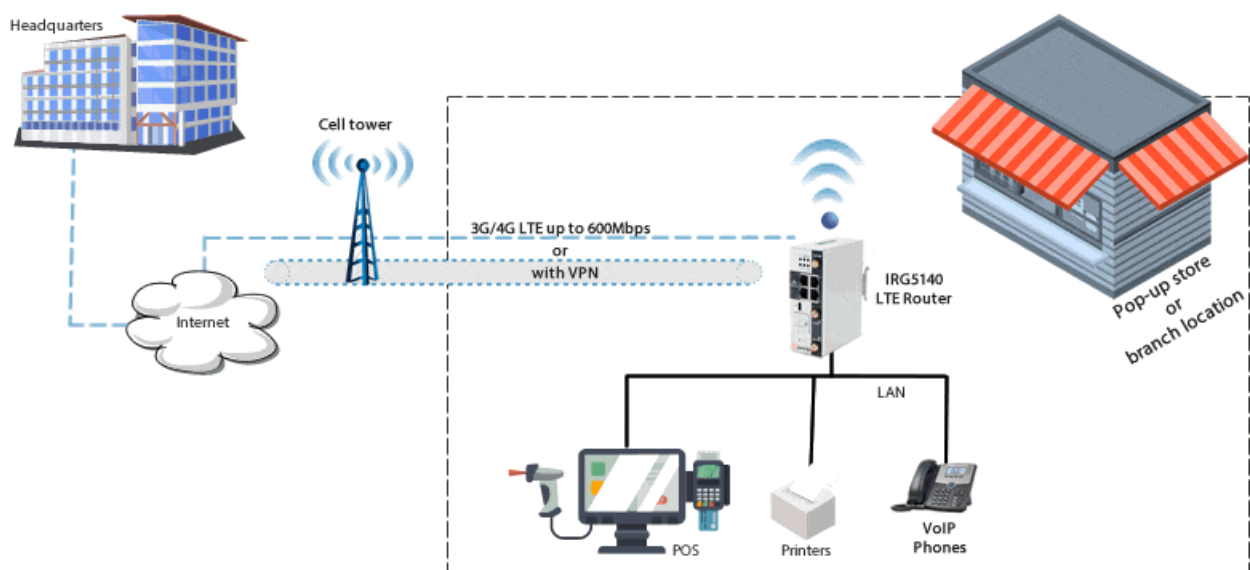 Headquarters
Cell tower
3G/4G LTE up to 600Mbps
or
with VPN
Internet
IRG5140
LTE Router
Pop-up store
or
branch location
LAN
POS
Printers
VoIP
Phones